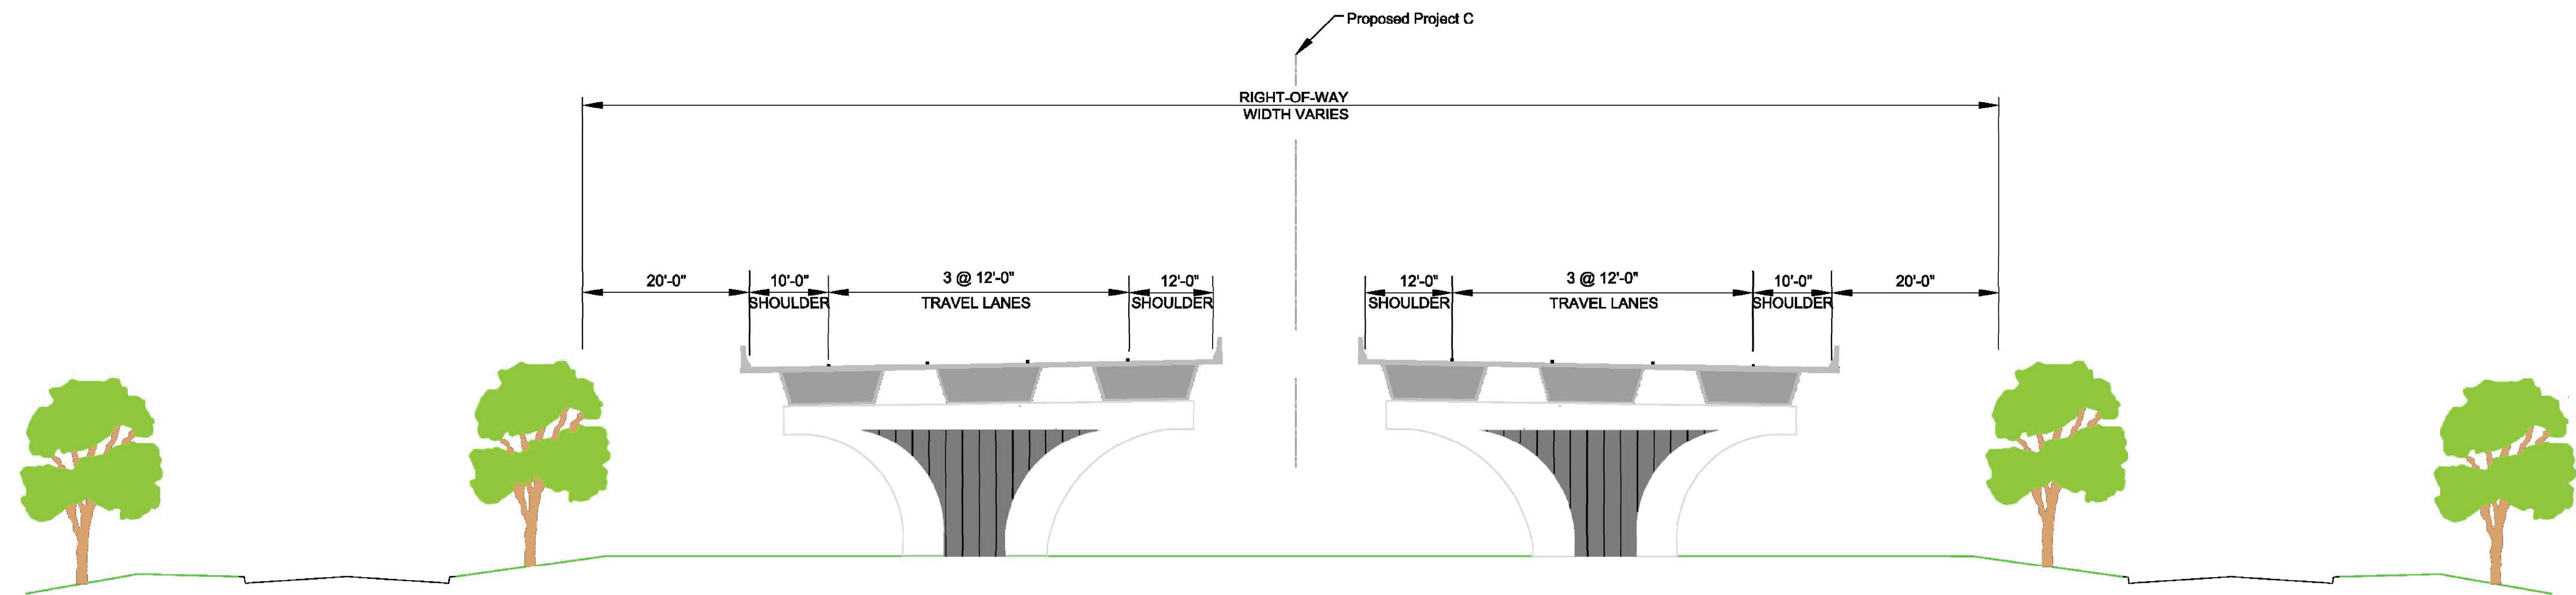 Proposed Project C
RIGHT-OF-WAY
WIDTH VARIES
20'-0" 10'-0" 3 @ 12'-0" 12'-0" 12'-0" 3 @ 12'-0" 10'-0" 20'-0"
SHOULDER TRAVEL LANES SHOULDER SHOULDER TRAVEL LANES SHOULDER